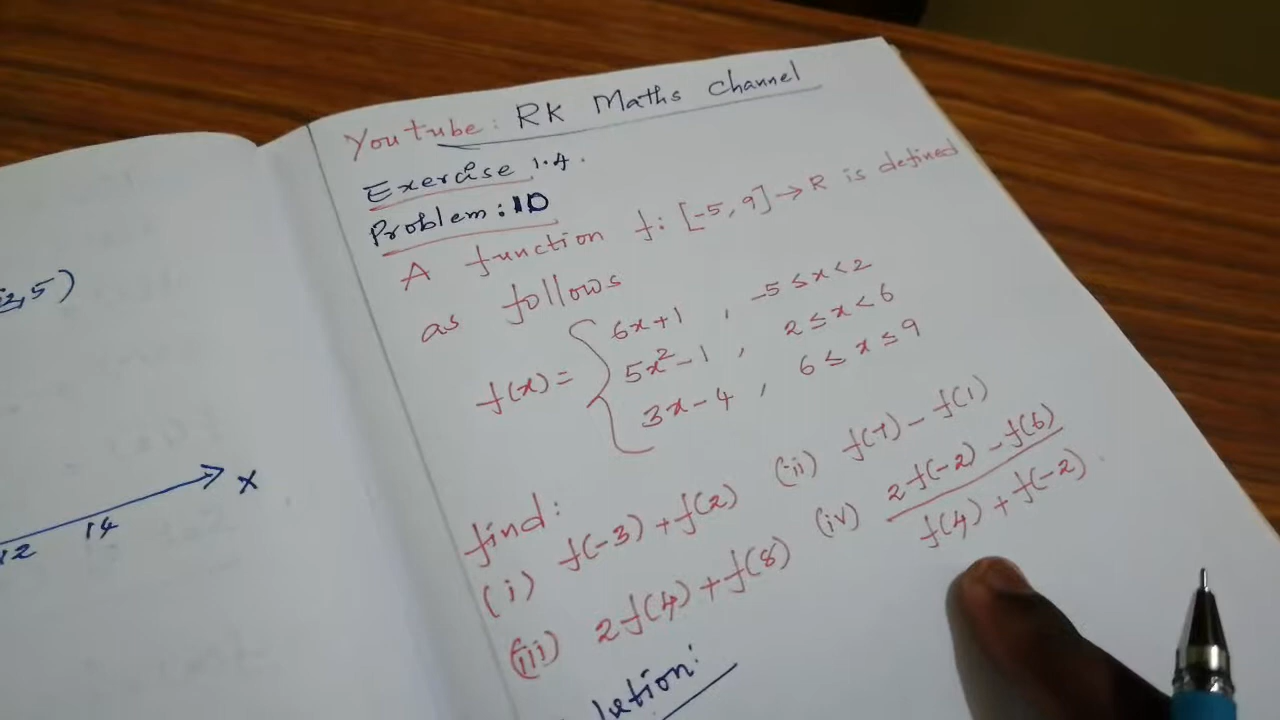 Youtube: RK Maths Channel
Exercise 1.4.
Problem: 10
A function f: [-5, 9] → R is defined
as follows
f(x) = { 6x+1 , -5 ≤ x < 2
5x²-1 , 2 ≤ x < 6
3x-4 , 6 ≤ x ≤ 9
find:
(i) f(-3) + f(2) (ii) f(7) - f(1)
(iii) 2f(4) + f(8) (iv) 2f(-2) - f(6) / f(4) + f(-2)
,5)
12 14 X